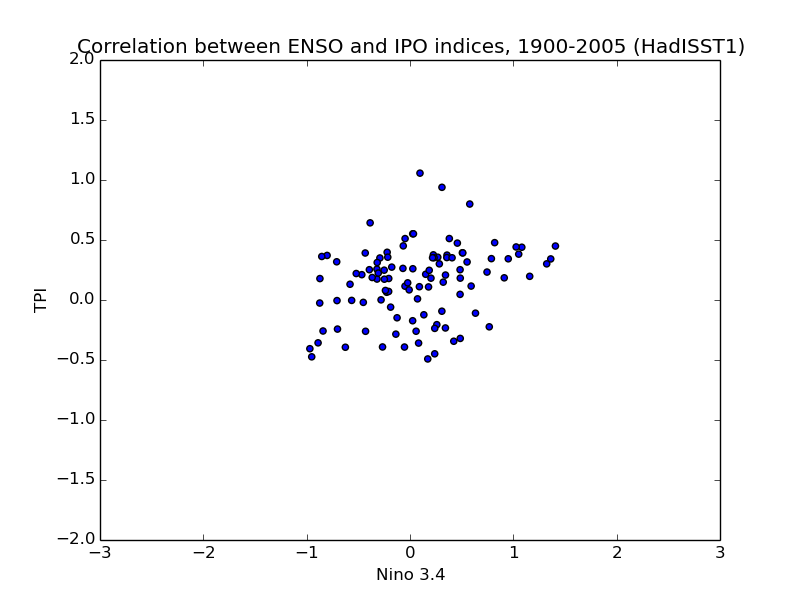 Correlation between ENSO and IPO indices, 1900-2005 (HadISST1)
2.0
1.5
1.0
0.5
0.0
−0.5
−1.0
−1.5
−2.0
TPI
−3 −2 −1 0 1 2 3
Nino 3.4